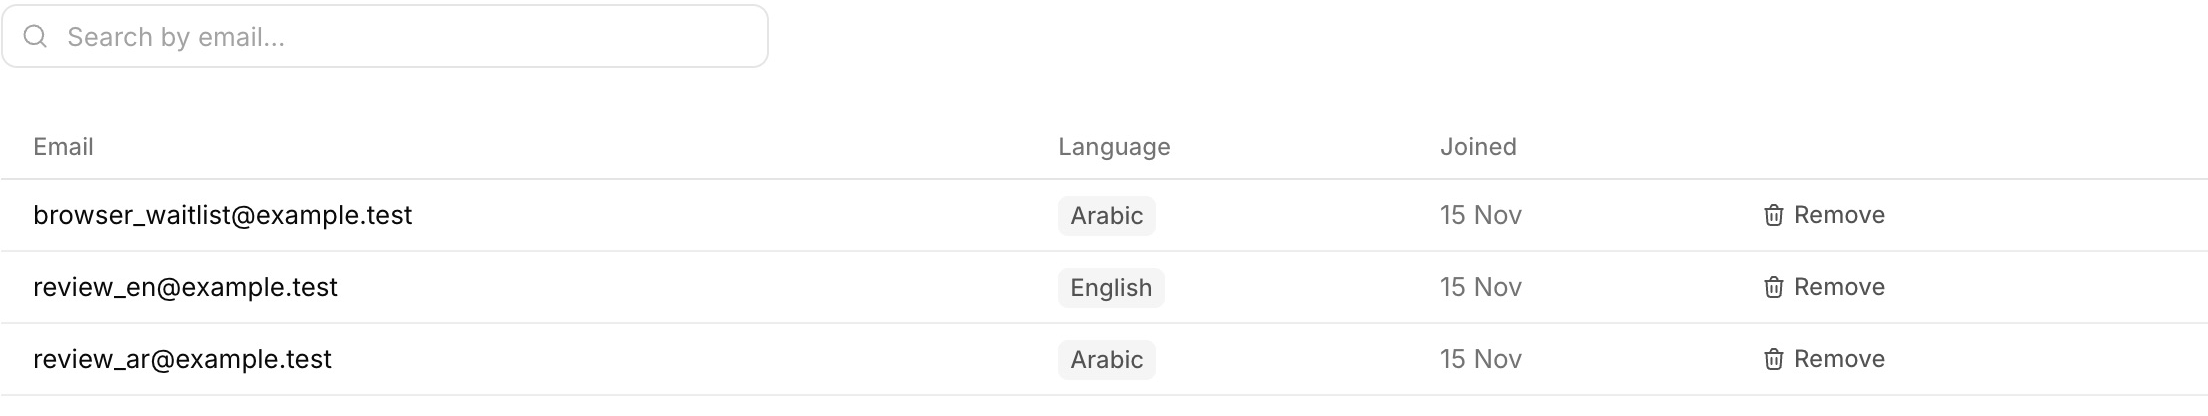 Search by email...
Email Language Joined
browser_waitlist@example.test Arabic 15 Nov Remove
review_en@example.test English 15 Nov Remove
review_ar@example.test Arabic 15 Nov Remove